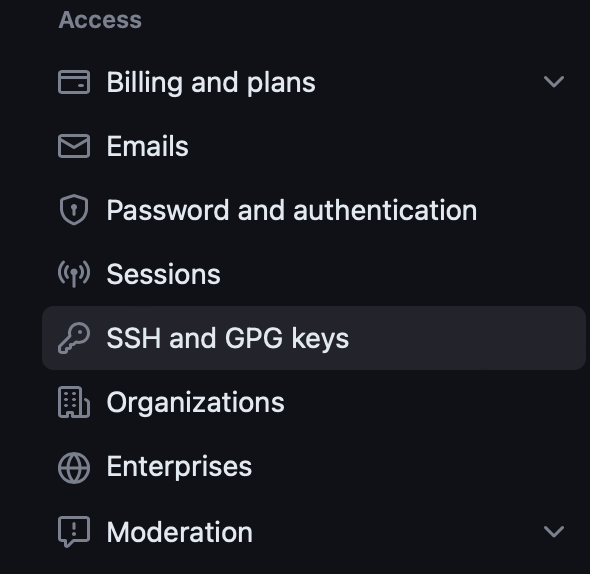 Access
Billing and plans
Emails
Password and authentication
Sessions
SSH and GPG keys
Organizations
Enterprises
Moderation